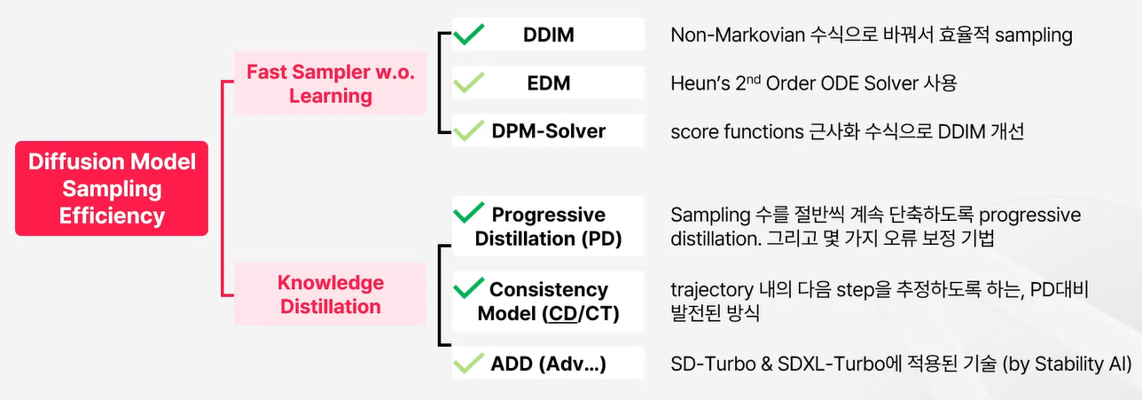 Diffusion Model
Sampling
Efficiency
Fast Sampler w.o.
Learning
DDIM
Non-Markovian 수식으로 바꿔서 효율적 sampling
EDM
Heun's 2nd Order ODE Solver 사용
DPM-Solver
score functions 근사화 수식으로 DDIM 개선
Knowledge
Distillation
Progressive
Distillation (PD)
Sampling 수를 절반씩 계속 단축하도록 progressive
distillation. 그리고 몇 가지 오류 보정 기법
Consistency
Model (CD/CT)
trajectory 내의 다음 step을 추정하도록 하는, PD대비
발전된 방식
ADD (Adv...)
SD-Turbo & SDXL-Turbo에 적용된 기술 (by Stability AI)